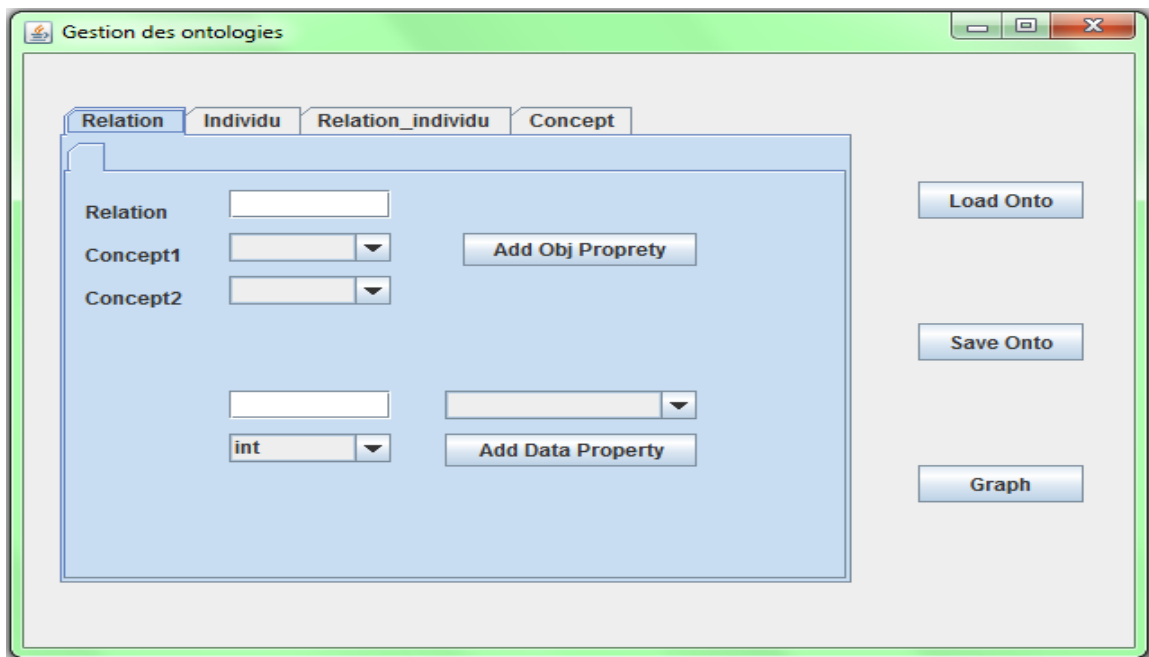 Gestion des ontologies
Relation Individu Relation_individu Concept
Relation
Load Onto
Concept1 Add Obj Proprety
Concept2
Save Onto
int Add Data Property
Graph